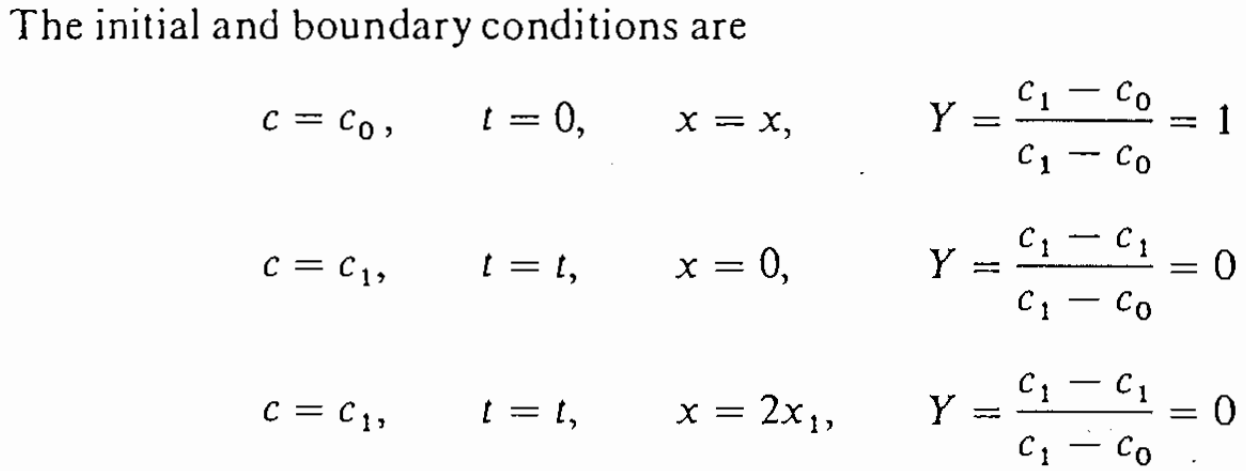 The initial and boundary conditions are
c = c₀, t = 0, x = x, Y = (c₁ − c₀)/(c₁ − c₀) = 1
c = c₁, t = t, x = 0, Y = (c₁ − c₁)/(c₁ − c₀) = 0
c = c₁, t = t, x = 2x₁, Y = (c₁ − c₁)/(c₁ − c₀) = 0